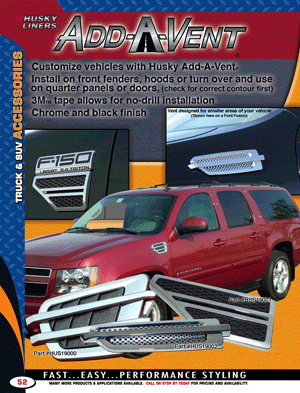 HUSKY
LINERS
ADD-A-VENT
Customize vehicles with Husky Add-A-Vent®
Install on front fenders, hoods or turn over and use
on quarter panels or doors, (check for correct contour first)
3M™ tape allows for no-drill installation
Chrome and black finish
Vent designed for smaller areas of your vehicle
(Shown here on a Ford Fusion)
TRUCK & SUV ACCESSORIES
F-150
TRITON
Part #HUS19000
Part #HUS19002
FAST...EASY...PERFORMANCE STYLING
52
MANY MORE PRODUCTS & APPLICATIONS AVAILABLE. CALL OR STOP BY TODAY FOR PRICING AND AVAILABILITY.